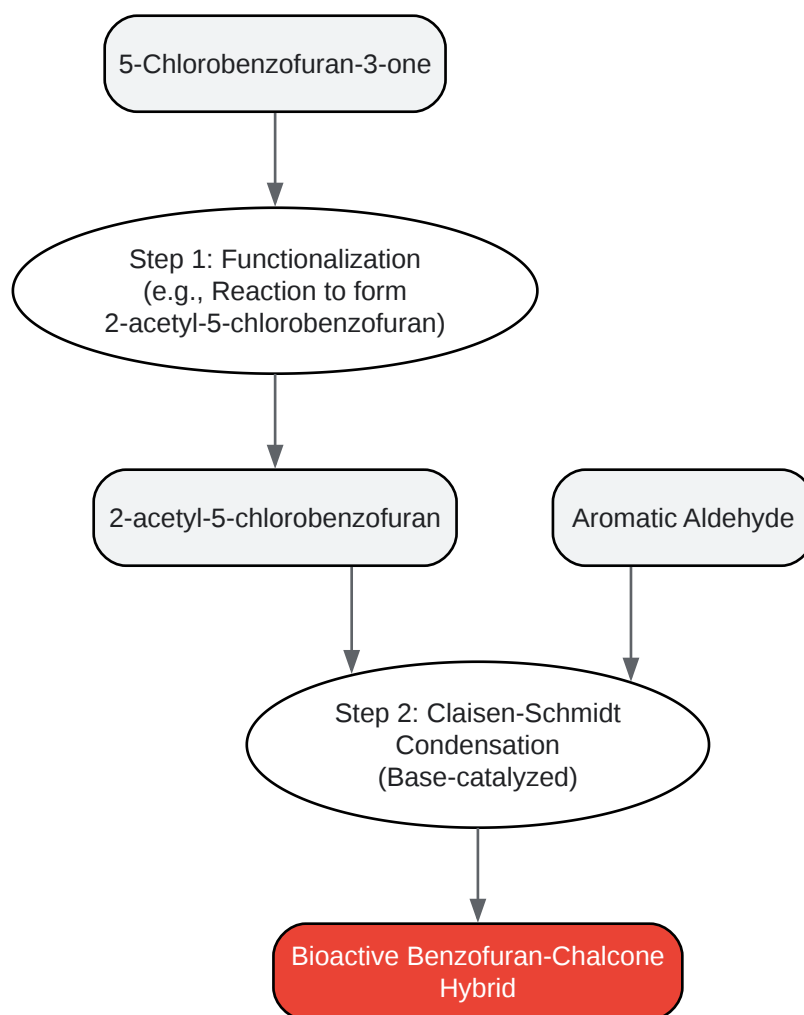 5-Chlorobenzofuran-3-one
Step 1: Functionalization
(e.g., Reaction to form
2-acetyl-5-chlorobenzofuran)
2-acetyl-5-chlorobenzofuran
Aromatic Aldehyde
Step 2: Claisen-Schmidt
Condensation
(Base-catalyzed)
Bioactive Benzofuran-Chalcone
Hybrid